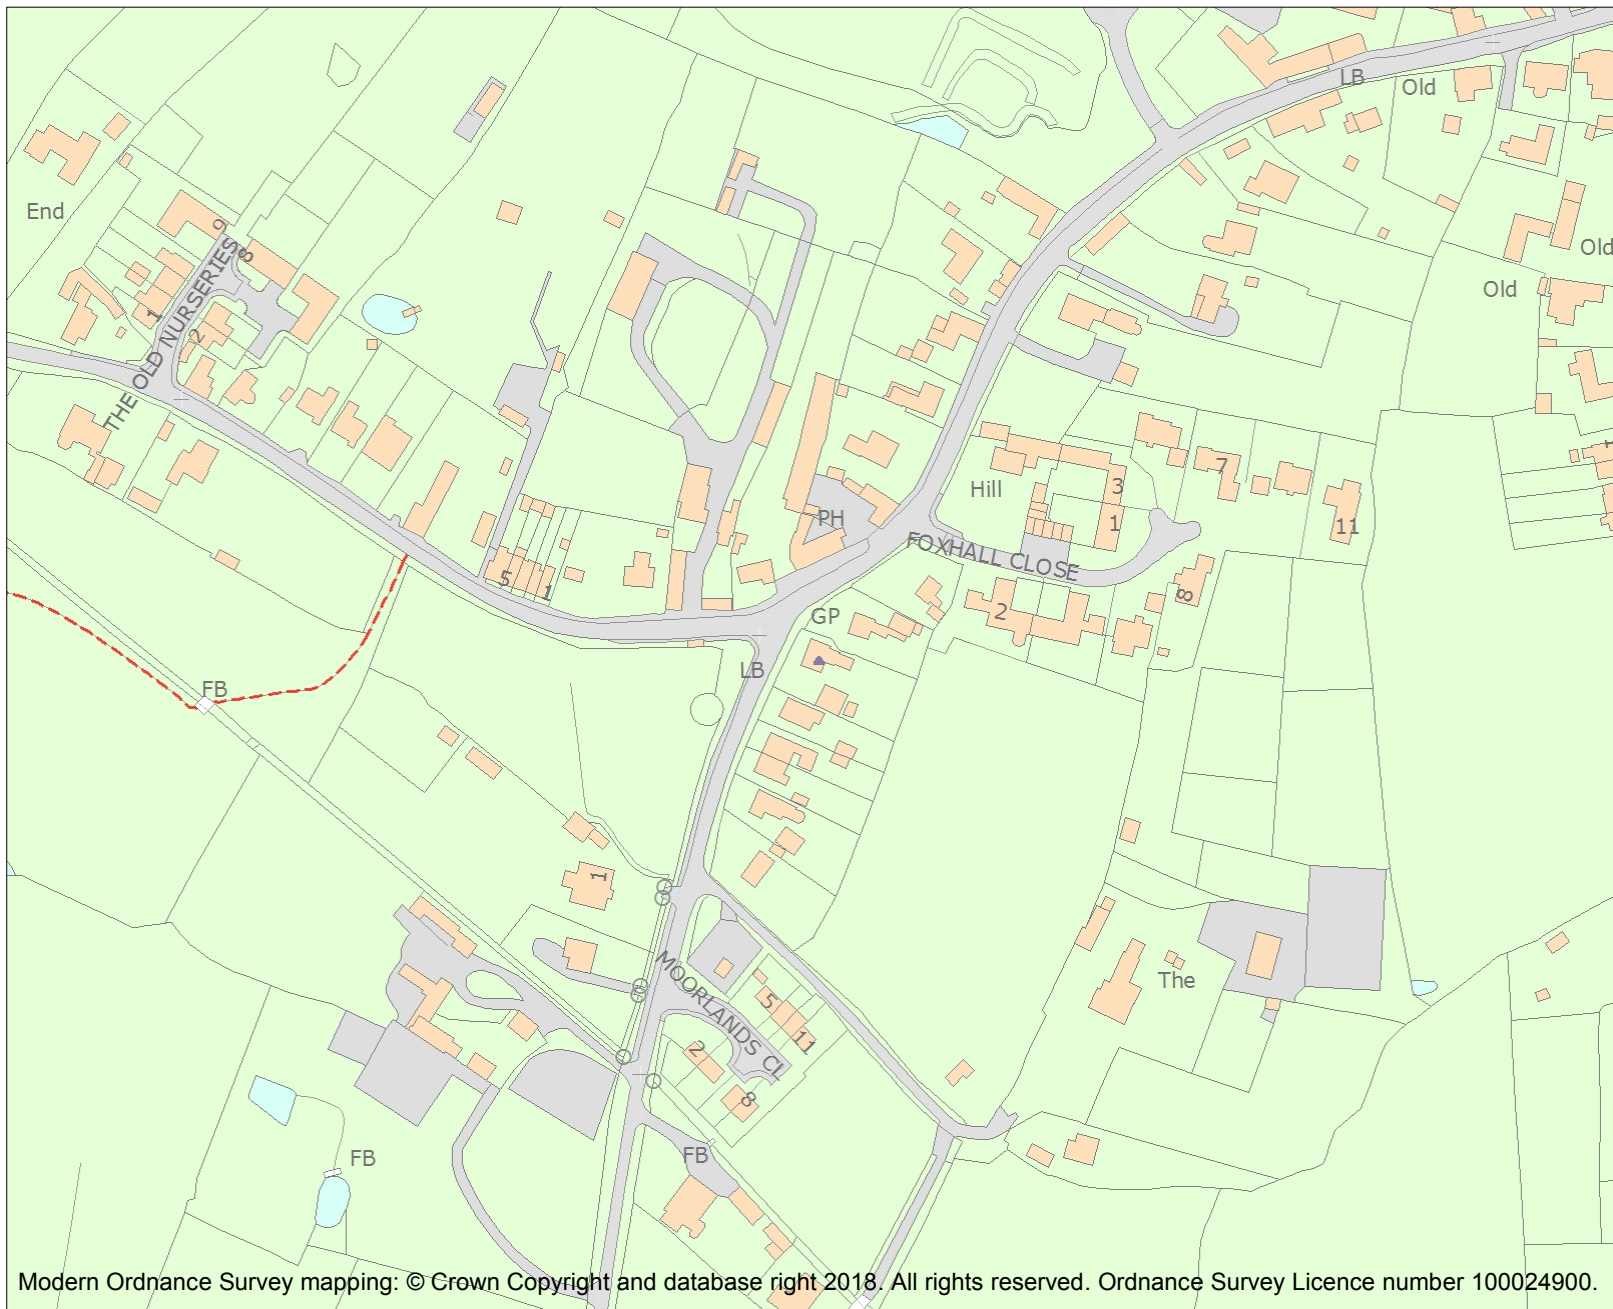 LB
Old
End
9
8
Old
Old
THE OLD NURSERIES
1
2
7
3
Hill
11
PH
1
FOXHALL CLOSE
5
1
8
2
GP
LB
FB
1
The
MOORLANDS CL
5
11
2
8
FB
FB
Modern Ordnance Survey mapping: © Crown Copyright and database right 2018. All rights reserved. Ordnance Survey Licence number 100024900.